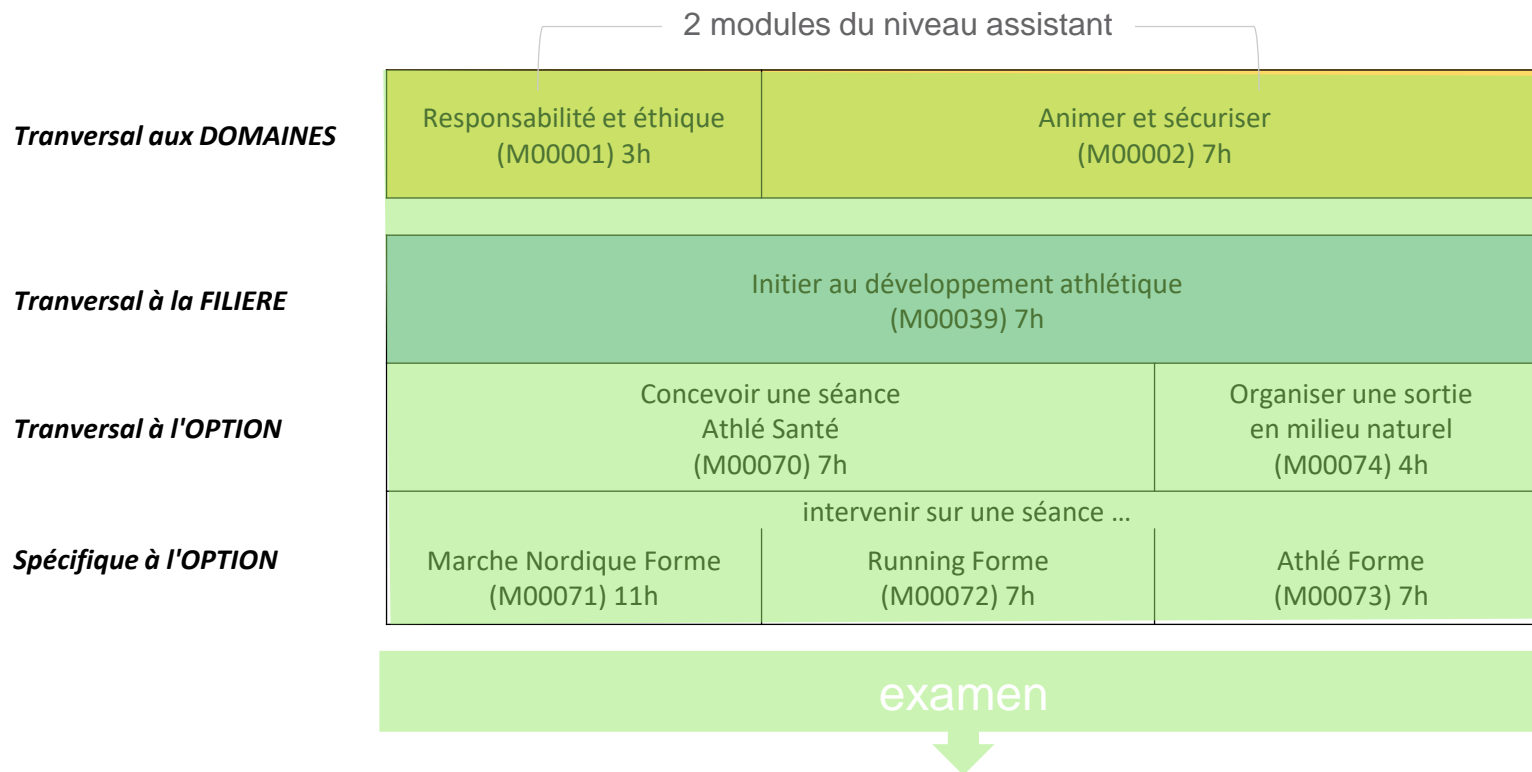 2 modules du niveau assistant
Tranversal aux DOMAINES
Responsabilité et éthique
(M00001) 3h
Animer et sécuriser
(M00002) 7h
Tranversal à la FILIERE
Initier au développement athlétique
(M00039) 7h
Tranversal à l'OPTION
Concevoir une séance
Athlé Santé
(M00070) 7h
Organiser une sortie
en milieu naturel
(M00074) 4h
Spécifique à l'OPTION
intervenir sur une séance ...
Marche Nordique Forme
(M00071) 11h
Running Forme
(M00072) 7h
Athlé Forme
(M00073) 7h
examen